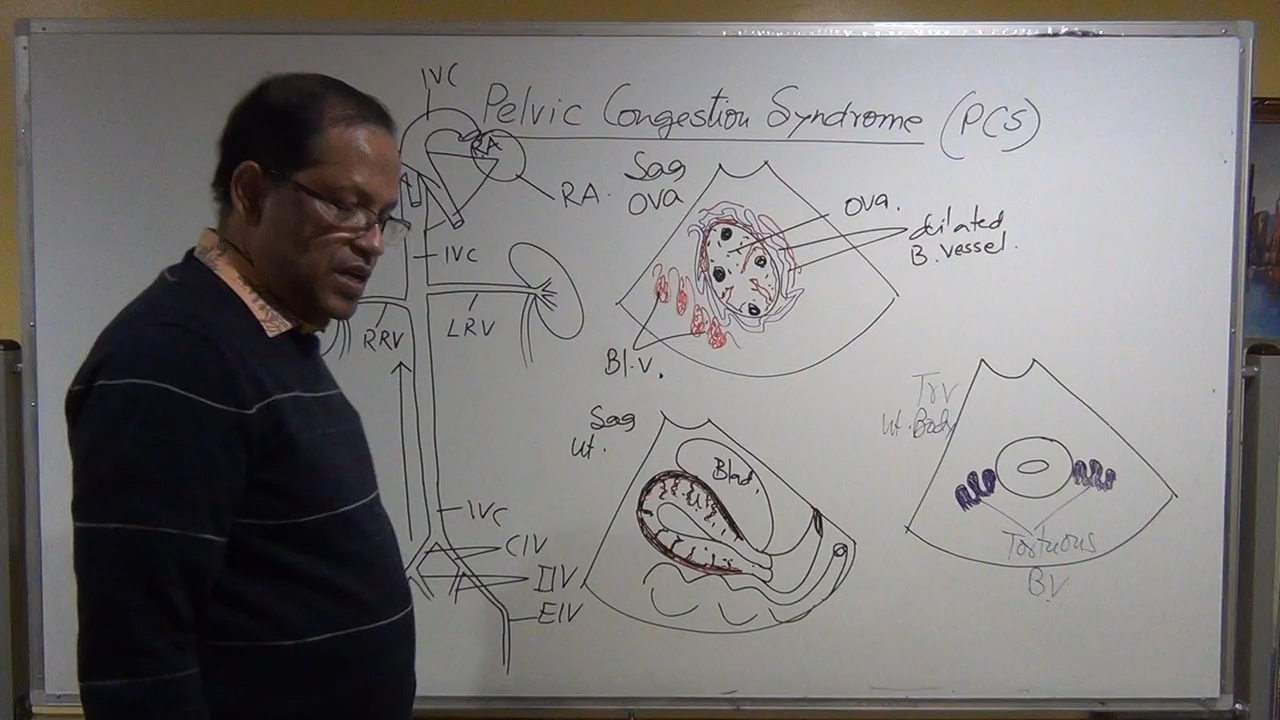 IVC
Pelvic Congestion Syndrome (PCS)
RA
RA.
Sag
OVA
OVA.
dilated
B. vessel.
IVC
RRV
LRV
Bl.V.
Sag
Ut.
Blad.
Ut
Trv
Ut. Body
IVC
CIV
IIV
EIV
Tortuous
B.V